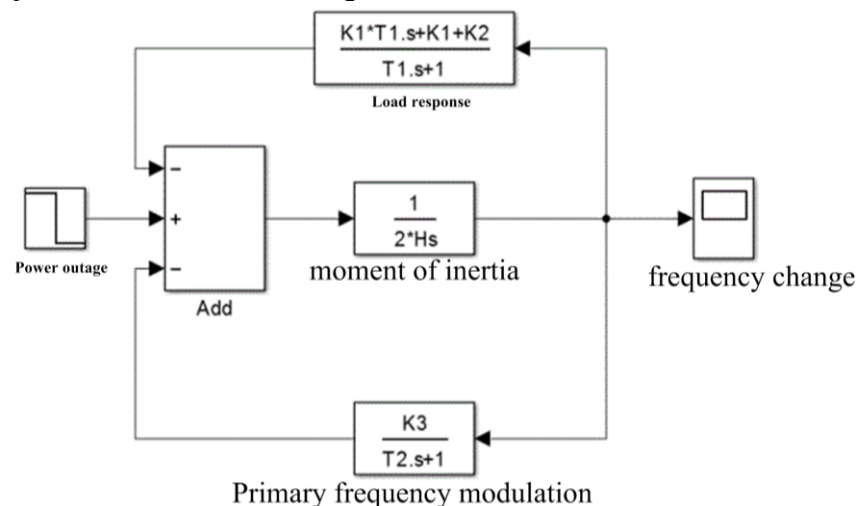 K1*T1.s+K1+K2
T1.s+1
Load response
−
+
−
Power outage
Add
1
2*Hs
moment of inertia
frequency change
K3
T2.s+1
Primary frequency modulation